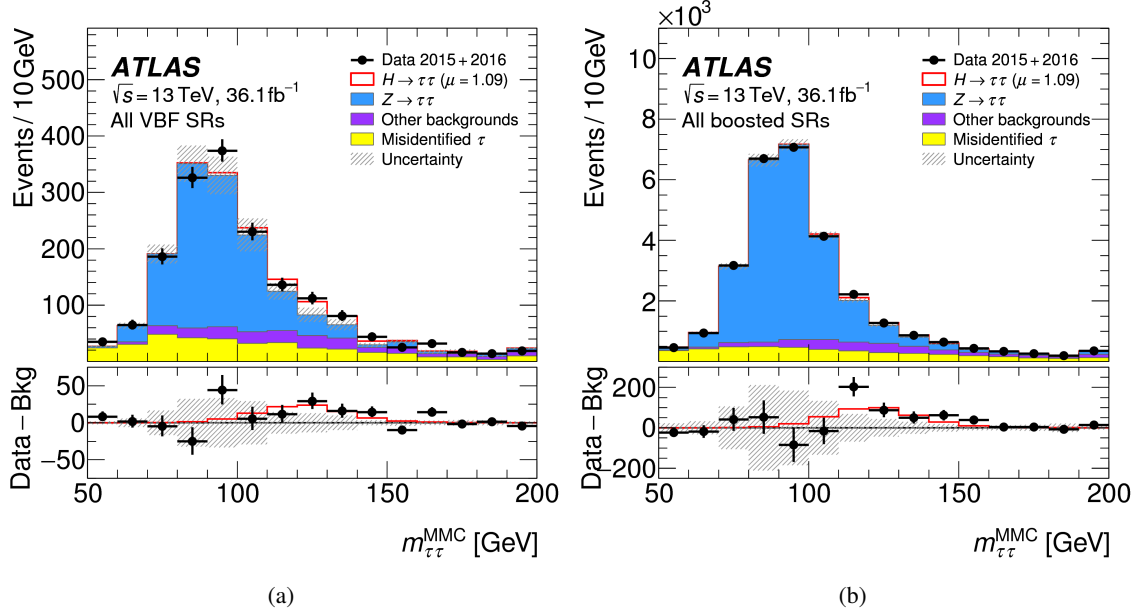 Events / 10 GeV
500
400
300
200
100
ATLAS
√s = 13 TeV, 36.1 fb⁻¹
All VBF SRs
Data 2015 + 2016
H → ττ (μ = 1.09)
Z → ττ
Other backgrounds
Misidentified τ
Uncertainty
Data − Bkg
50
0
−50
50 100 150 200
m_ττ^MMC [GeV]
(a)
×10³
Events / 10 GeV
10
8
6
4
2
ATLAS
√s = 13 TeV, 36.1 fb⁻¹
All boosted SRs
Data 2015 + 2016
H → ττ (μ = 1.09)
Z → ττ
Other backgrounds
Misidentified τ
Uncertainty
Data − Bkg
200
0
−200
50 100 150 200
m_ττ^MMC [GeV]
(b)